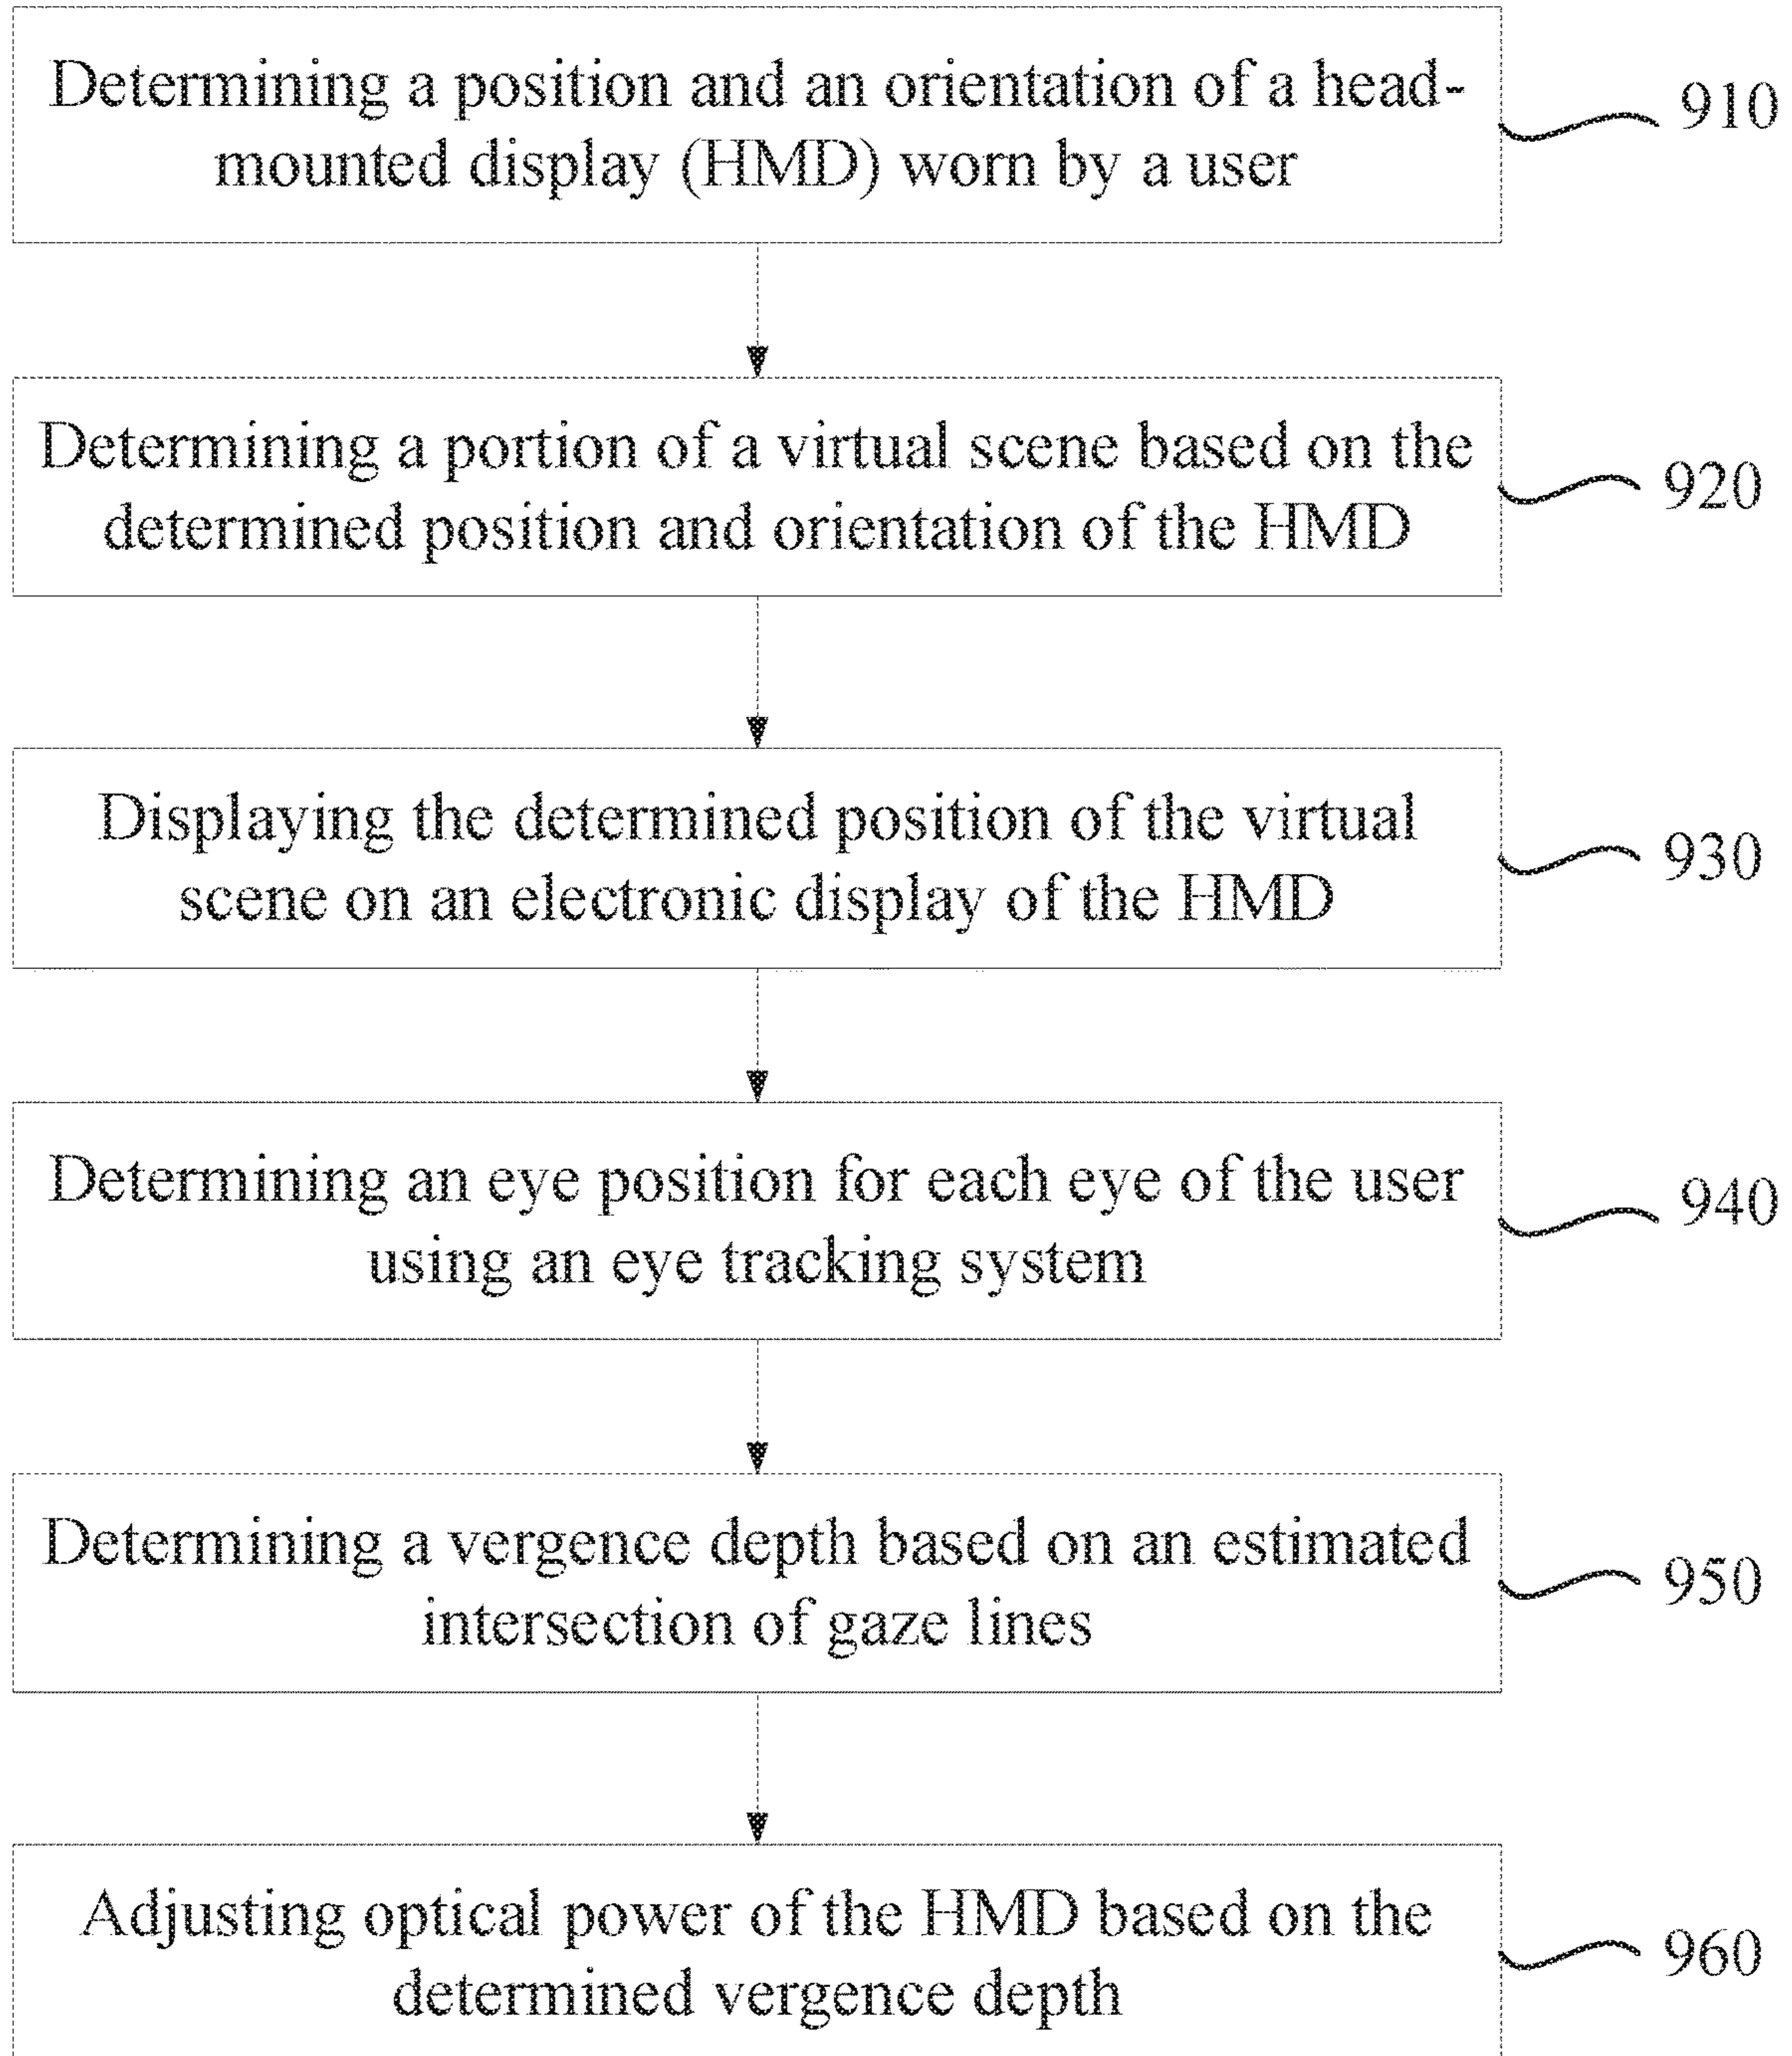 Determining a position and an orientation of a head-
mounted display (HMD) worn by a user
910
Determining a portion of a virtual scene based on the
determined position and orientation of the HMD
920
Displaying the determined position of the virtual
scene on an electronic display of the HMD
930
Determining an eye position for each eye of the user
using an eye tracking system
940
Determining a vergence depth based on an estimated
intersection of gaze lines
950
Adjusting optical power of the HMD based on the
determined vergence depth
960